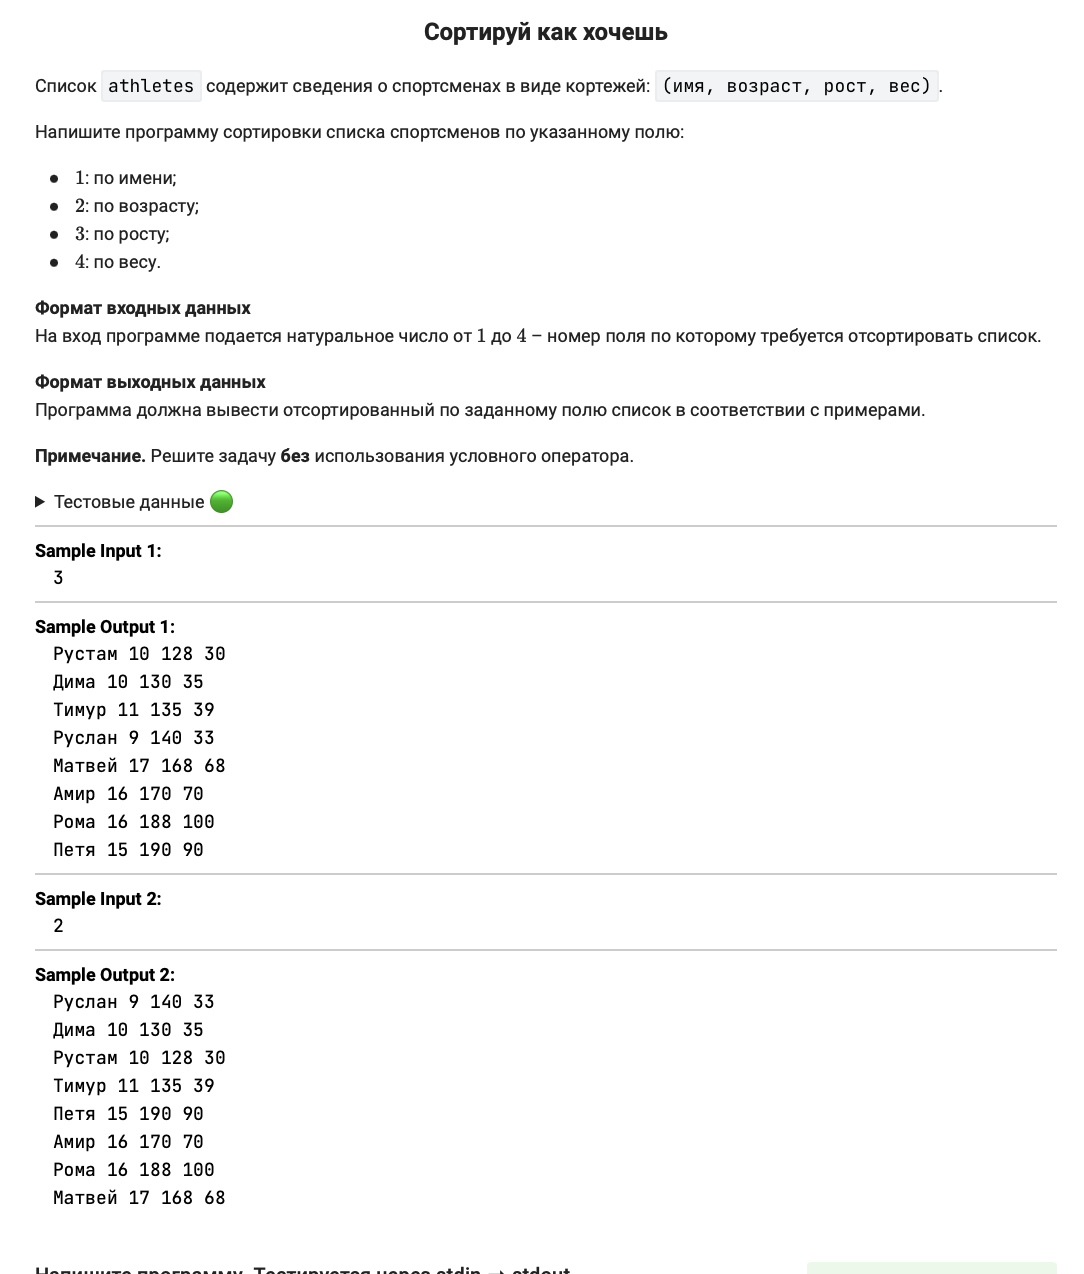 Сортируй как хочешь
Список athletes содержит сведения о спортсменах в виде кортежей: (имя, возраст, рост, вес).
Напишите программу сортировки списка спортсменов по указанному полю:
● 1: по имени;
● 2: по возрасту;
● 3: по росту;
● 4: по весу.
Формат входных данных
На вход программе подается натуральное число от 1 до 4 – номер поля по которому требуется отсортировать список.
Формат выходных данных
Программа должна вывести отсортированный по заданному полю список в соответствии с примерами.
Примечание. Решите задачу без использования условного оператора.
▶ Тестовые данные
Sample Input 1:
3
Sample Output 1:
Рустам 10 128 30
Дима 10 130 35
Тимур 11 135 39
Руслан 9 140 33
Матвей 17 168 68
Амир 16 170 70
Рома 16 188 100
Петя 15 190 90
Sample Input 2:
2
Sample Output 2:
Руслан 9 140 33
Дима 10 130 35
Рустам 10 128 30
Тимур 11 135 39
Петя 15 190 90
Амир 16 170 70
Рома 16 188 100
Матвей 17 168 68
Напишите программу. Тестируется через stdin → stdout